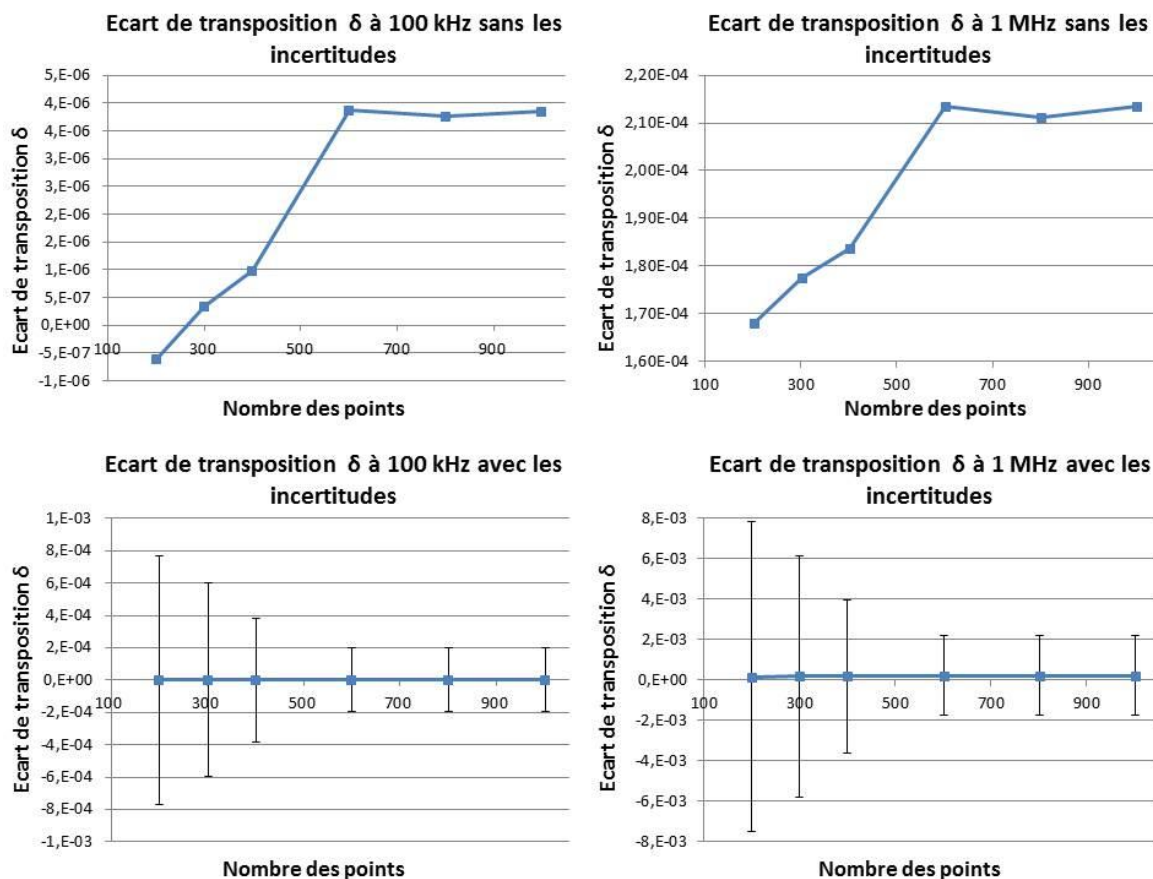 Ecart de transposition δ à 100 kHz sans les
incertitudes
5,E-06
4,E-06
4,E-06
3,E-06
3,E-06
2,E-06
2,E-06
1,E-06
5,E-07
0,E+00
-5,E-07
-1,E-06
100 300 500 700 900
Ecart de transposition δ
Nombre des points
Ecart de transposition δ à 1 MHz sans les
incertitudes
2,20E-04
2,10E-04
2,00E-04
1,90E-04
1,80E-04
1,70E-04
1,60E-04
100 300 500 700 900
Ecart de transposition δ
Nombre des points
Ecart de transposition δ à 100 kHz avec les
incertitudes
1,E-03
8,E-04
6,E-04
4,E-04
2,E-04
0,E+00
-2,E-04
-4,E-04
-6,E-04
-8,E-04
-1,E-03
100 300 500 700 900
Ecart de transposition δ
Nombre des points
Ecart de transposition δ à 1 MHz avec les
incertitudes
8,E-03
6,E-03
4,E-03
2,E-03
0,E+00
-2,E-03
-4,E-03
-6,E-03
-8,E-03
100 300 500 700 900
Ecart de transposition δ
Nombre des points